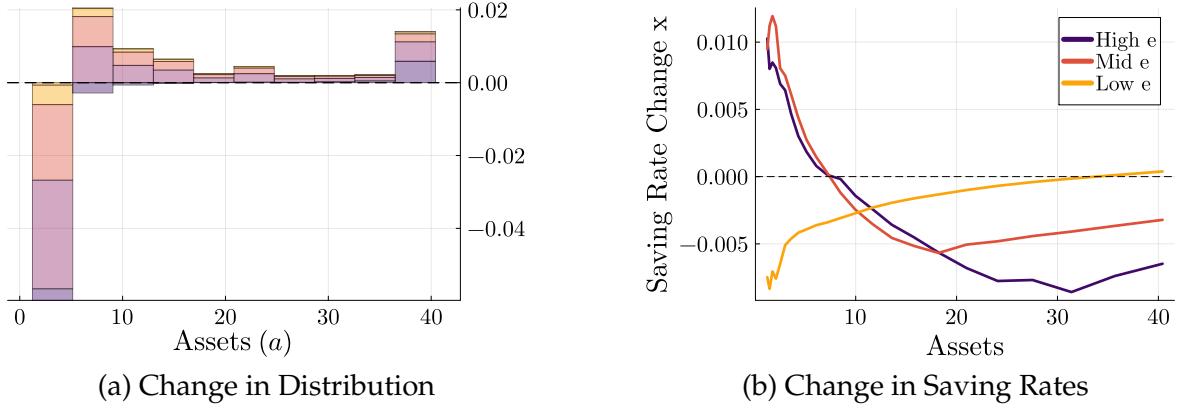 0.02
0.00
−0.02
−0.04
0 10 20 30 40
Assets (a)
(a) Change in Distribution
Saving Rate Change x
0.010
0.005
0.000
−0.005
High e
Mid e
Low e
10 20 30 40
Assets
(b) Change in Saving Rates